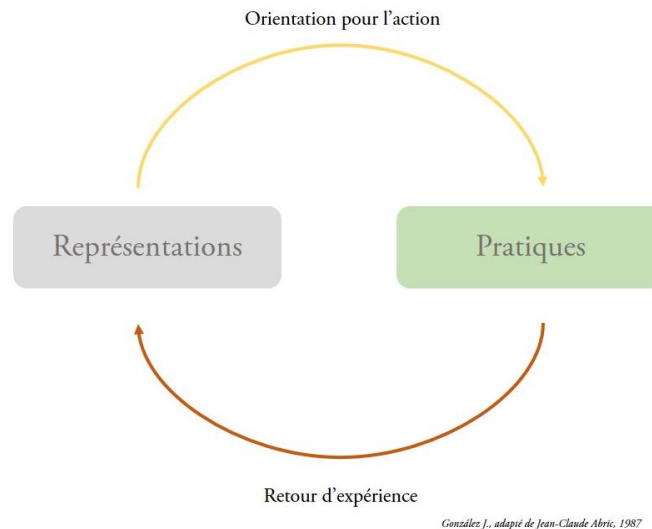 Orientation pour l'action
Représentations
Pratiques
Retour d'expérience
González J., adapté de Jean-Claude Abric, 1987